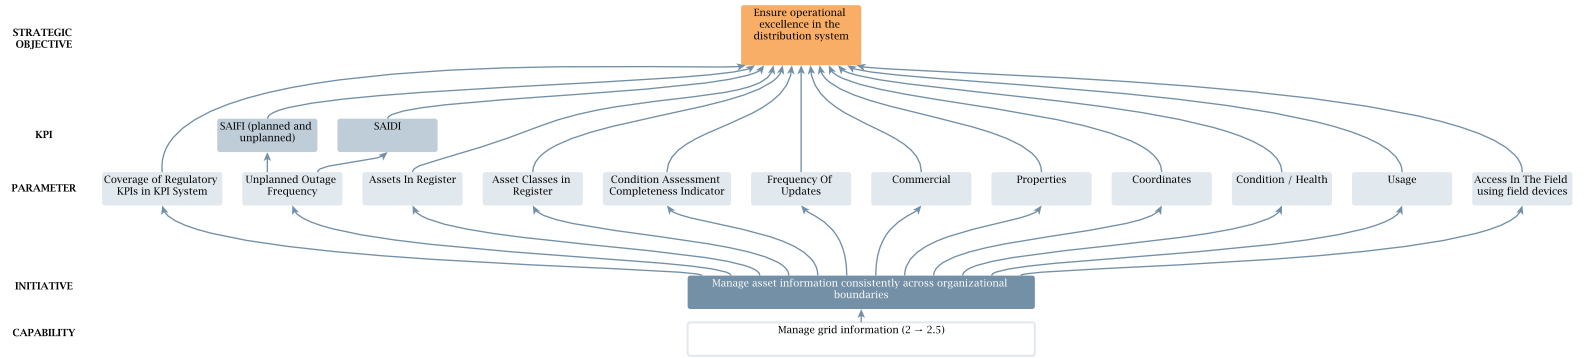 STRATEGIC
OBJECTIVE
Ensure operational
excellence in the
distribution system
KPI
SAIFI (planned and
unplanned)
SAIDI
PARAMETER
Coverage of Regulatory
KPIs in KPI System
Unplanned Outage
Frequency
Assets In Register
Asset Classes in
Register
Condition Assessment
Completeness Indicator
Frequency Of
Updates
Commercial
Properties
Coordinates
Condition / Health
Usage
Access In The Field
using field devices
INITIATIVE
Manage asset information consistently across organizational
boundaries
CAPABILITY
Manage grid information (2 → 2.5)